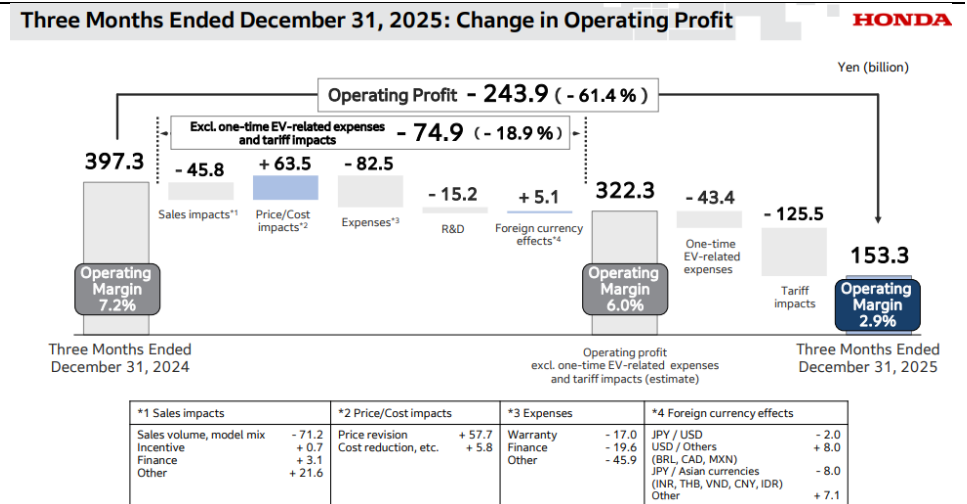 Three Months Ended December 31, 2025: Change in Operating Profit
HONDA
Yen (billion)
Operating Profit - 243.9 ( - 61.4 % )
Excl. one-time EV-related expenses
and tariff impacts
- 74.9 ( - 18.9 % )
397.3
- 45.8
Sales impacts*1
+ 63.5
Price/Cost
impacts*2
- 82.5
Expenses*3
- 15.2
R&D
+ 5.1
Foreign currency
effects*4
322.3
- 43.4
One-time
EV-related
expenses
- 125.5
Tariff
impacts
153.3
Operating
Margin
7.2%
Operating
Margin
6.0%
Operating
Margin
2.9%
Three Months Ended
December 31, 2024
Operating profit
excl. one-time EV-related expenses
and tariff impacts (estimate)
Three Months Ended
December 31, 2025
*1 Sales impacts
Sales volume, model mix - 71.2
Incentive + 0.7
Finance + 3.1
Other + 21.6
*2 Price/Cost impacts
Price revision + 57.7
Cost reduction, etc. + 5.8
*3 Expenses
Warranty - 17.0
Finance - 19.6
Other - 45.9
*4 Foreign currency effects
JPY / USD - 2.0
USD / Others + 8.0
(BRL, CAD, MXN)
JPY / Asian currencies - 8.0
(INR, THB, VND, CNY, IDR)
Other + 7.1